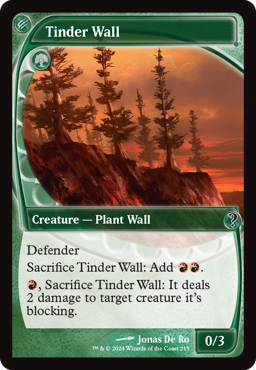 Tinder Wall
Creature — Plant Wall
Defender
Sacrifice Tinder Wall: Add
, Sacrifice Tinder Wall: It deals
2 damage to target creature it's
blocking.
Jonas De Ro
0/3
™ & © 2024 Wizards of the Coast 215